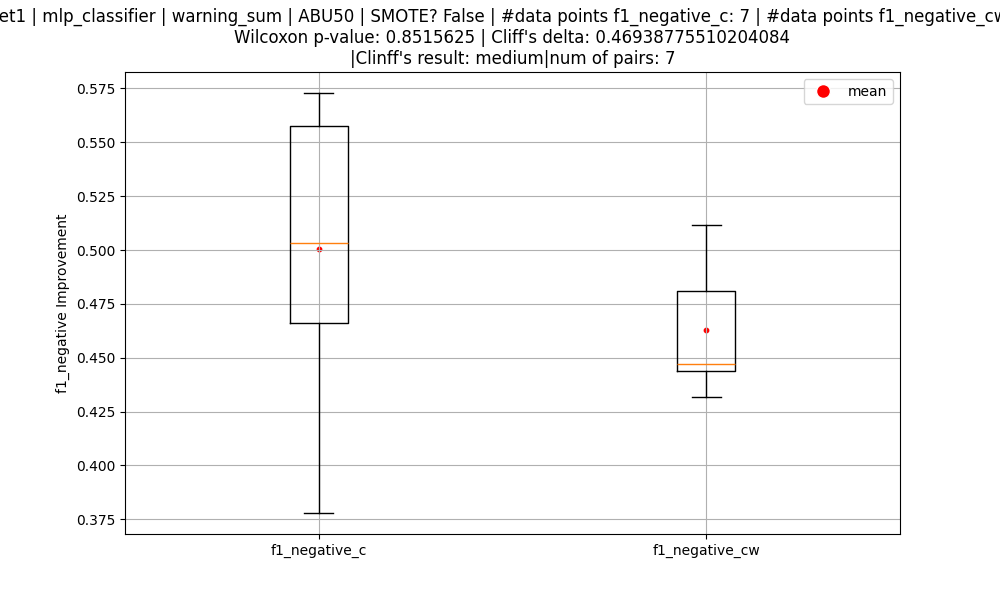 et1 | mlp_classifier | warning_sum | ABU50 | SMOTE? False | #data points f1_negative_c: 7 | #data points f1_negative_cw
Wilcoxon p-value: 0.8515625 | Cliff's delta: 0.46938775510204084
|Clinff's result: medium|num of pairs: 7
mean
0.575
0.550
0.525
0.500
0.475
0.450
0.425
0.400
0.375
f1_negative Improvement
f1_negative_c
f1_negative_cw